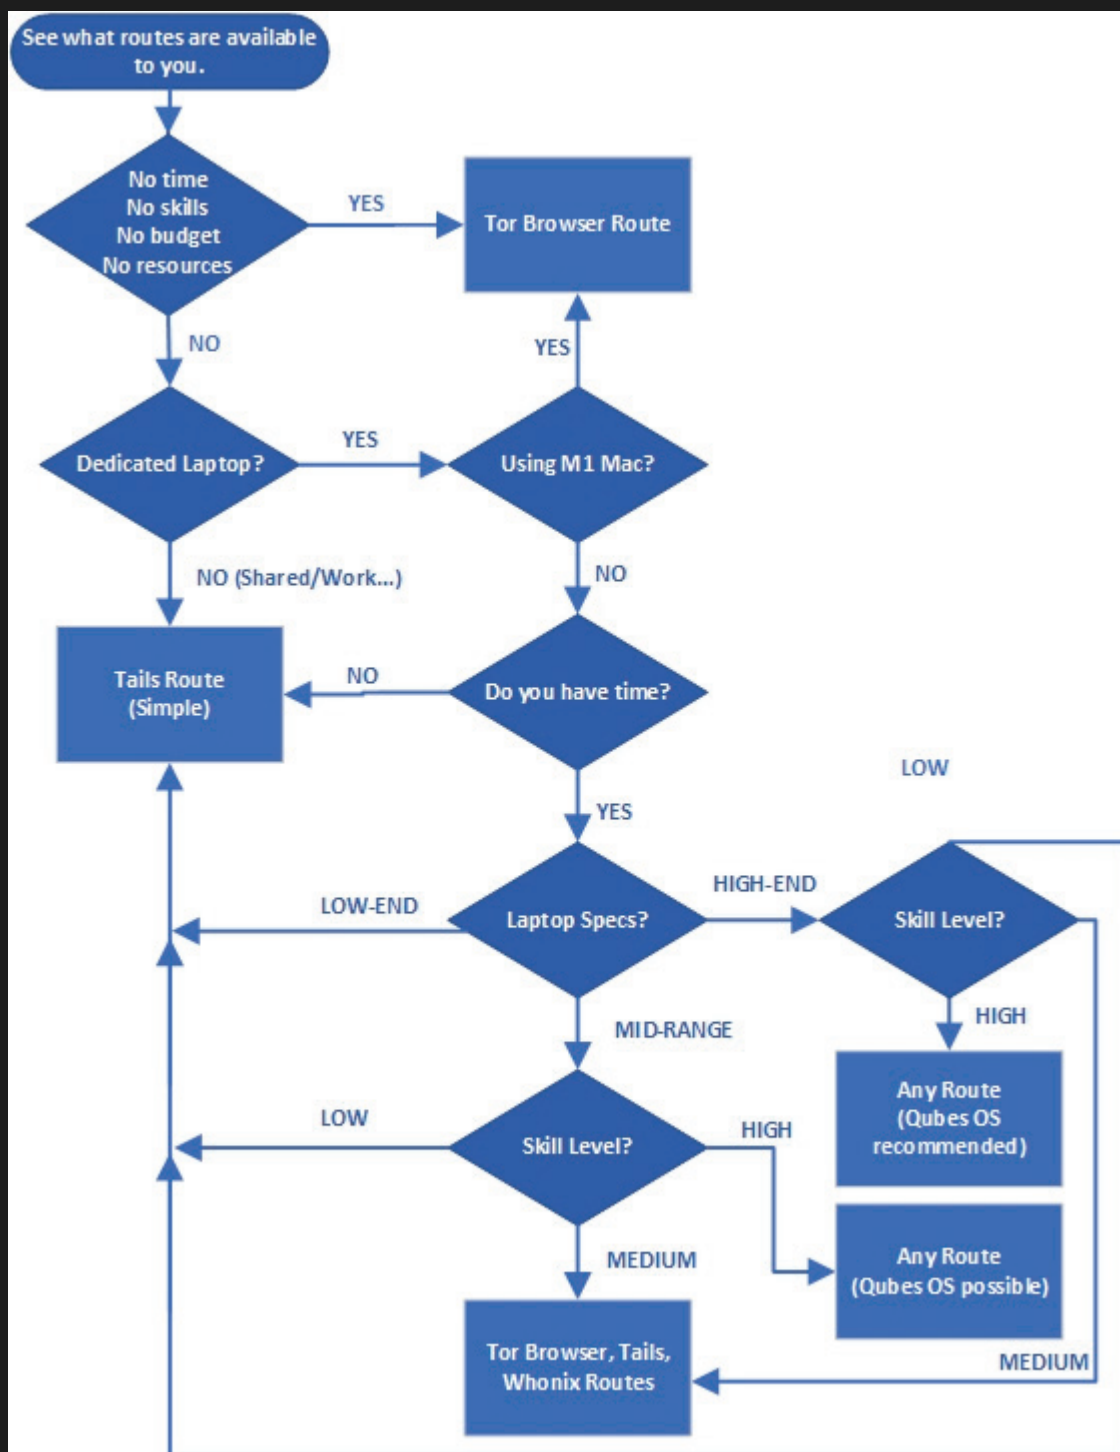 See what routes are available
to you.
No time
No skills
No budget
No resources
YES
Tor Browser Route
NO
YES
Dedicated Laptop?
YES
Using M1 Mac?
NO (Shared/Work...)
NO
Tails Route
(Simple)
NO
Do you have time?
LOW
YES
LOW-END
Laptop Specs?
HIGH-END
Skill Level?
MID-RANGE
HIGH
Any Route
(Qubes OS
recommended)
LOW
Skill Level?
HIGH
MEDIUM
Any Route
(Qubes OS possible)
Tor Browser, Tails,
Whonix Routes
MEDIUM